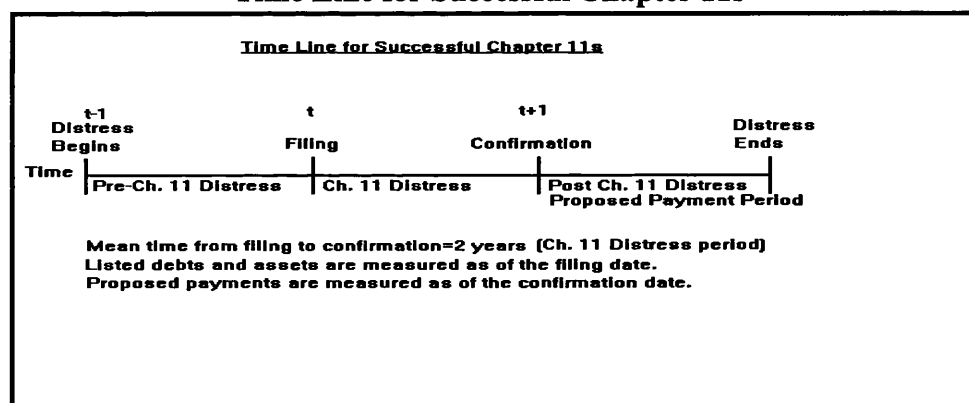 Time Line for Successful Chapter 11s
Time Line for Successful Chapter 11s
t-1 t t+1
Distress Distress
Begins Filing Confirmation Ends
Time
Pre-Ch. 11 Distress Ch. 11 Distress Post Ch. 11 Distress
Proposed Payment Period
Mean time from filing to confirmation=2 years (Ch. 11 Distress period)
Listed debts and assets are measured as of the filing date.
Proposed payments are measured as of the confirmation date.